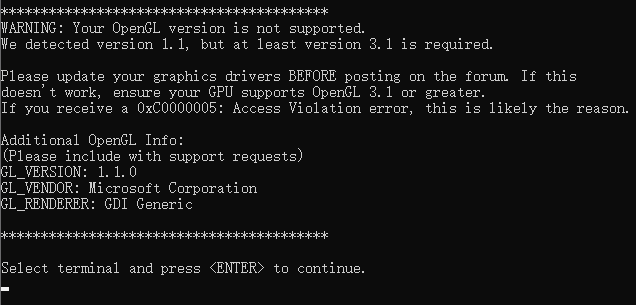 ******************************************
WARNING: Your OpenGL version is not supported.
We detected version 1.1, but at least version 3.1 is required.
Please update your graphics drivers BEFORE posting on the forum. If this
doesn't work, ensure your GPU supports OpenGL 3.1 or greater.
If you receive a 0xC0000005: Access Violation error, this is likely the reason.
Additional OpenGL Info:
(Please include with support requests)
GL_VERSION: 1.1.0
GL_VENDOR: Microsoft Corporation
GL_RENDERER: GDI Generic
******************************************
Select terminal and press <ENTER> to continue.